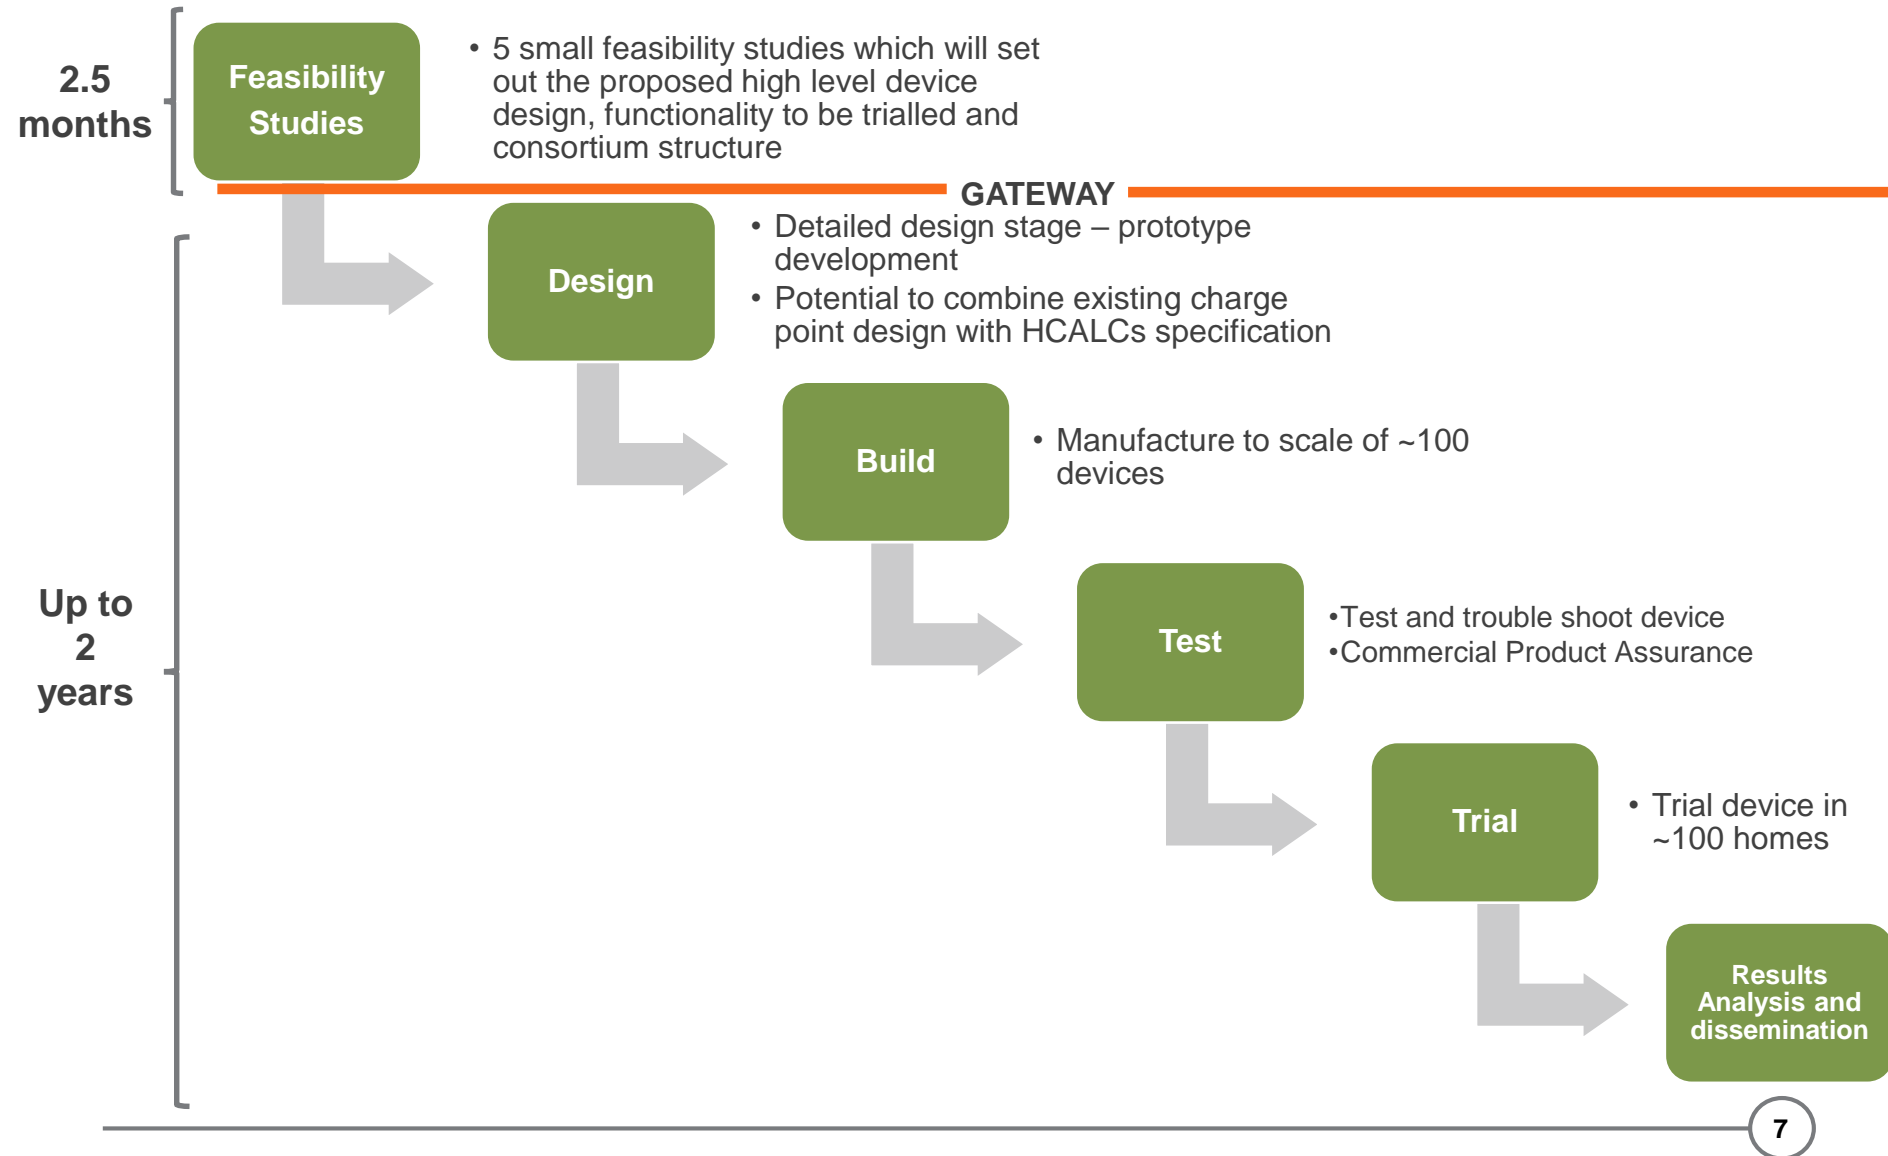 2.5
months
Feasibility
Studies
• 5 small feasibility studies which will set
out the proposed high level device
design, functionality to be trialled and
consortium structure
GATEWAY
Up to
2
years
Design
• Detailed design stage – prototype
development
• Potential to combine existing charge
point design with HCALCs specification
Build
• Manufacture to scale of ~100
devices
Test
•Test and trouble shoot device
•Commercial Product Assurance
Trial
• Trial device in
~100 homes
Results
Analysis and
dissemination
7